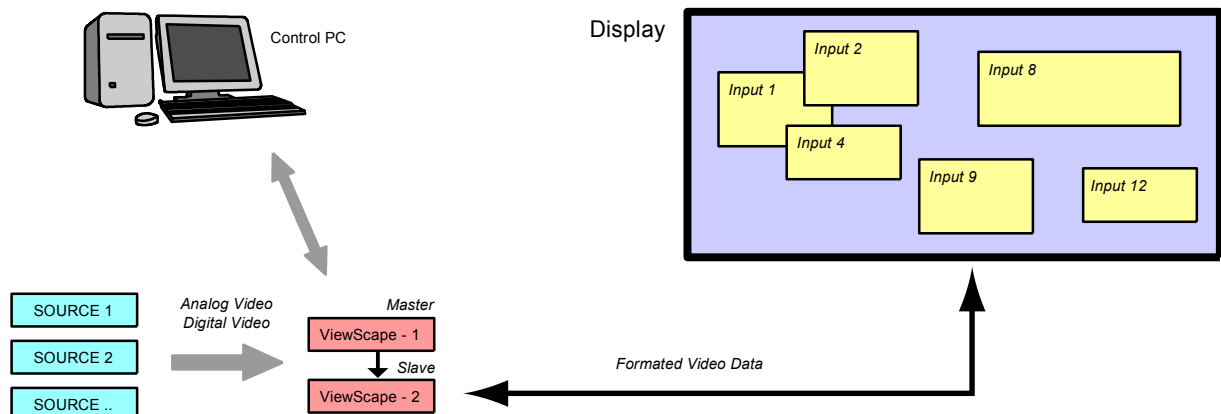 Control PC
Display
Input 2
Input 8
Input 1
Input 4
Input 9
Input 12
SOURCE 1
SOURCE 2
SOURCE ..
Analog Video
Digital Video
Master
ViewScape - 1
Slave
ViewScape - 2
Formated Video Data